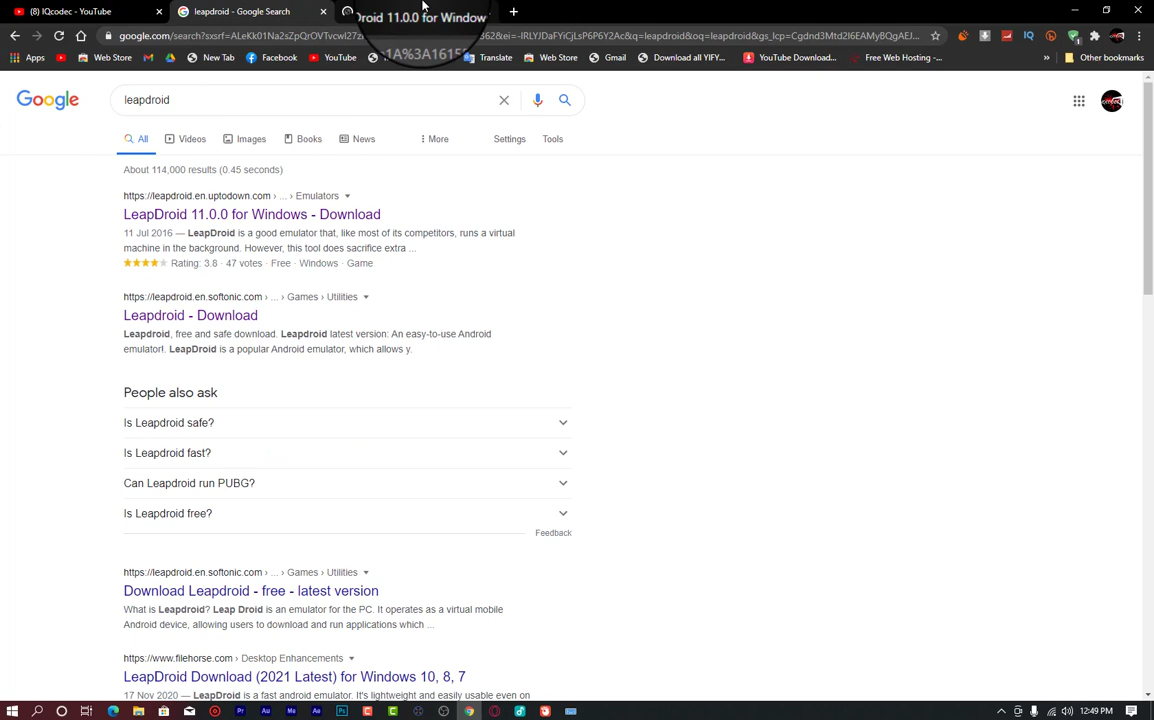 (8) IQcodec - YouTube
leapdroid - Google Search
Droid 11.0.0 for Window
google.com/search?sxsrf=
1A%3A1615
Apps
Web Store
New Tab
Facebook
YouTube
Translate
Web Store
Gmail
Download all YIFY...
YouTube Download...
Free Web Hosting -...
»
Other bookmarks
Google
leapdroid
All
Videos
Images
Books
News
More
Settings
Tools
About 114,000 results (0.45 seconds)
https://leapdroid.en.uptodown.com › ... › Emulators
LeapDroid 11.0.0 for Windows - Download
11 Jul 2016 — LeapDroid is a good emulator that, like most of its competitors, runs a virtual
machine in the background. However, this tool does sacrifice extra ...
Rating: 3.8 · 47 votes · Free · Windows · Game
https://leapdroid.en.softonic.com › ... › Games › Utilities
Leapdroid - Download
Leapdroid, free and safe download. Leapdroid latest version: An easy-to-use Android
emulator!. LeapDroid is a popular Android emulator, which allows y.
People also ask
Is Leapdroid safe?
Is Leapdroid fast?
Can Leapdroid run PUBG?
Is Leapdroid free?
Feedback
https://leapdroid.en.softonic.com › ... › Games › Utilities
Download Leapdroid - free - latest version
What is Leapdroid? Leap Droid is an emulator for the PC. It operates as a virtual mobile
Android device, allowing users to download and run applications which ...
https://www.filehorse.com › Desktop Enhancements
LeapDroid Download (2021 Latest) for Windows 10, 8, 7
17 Nov 2020 — LeapDroid is a fast android emulator. It's lightweight and easily usable even on
12:49 PM